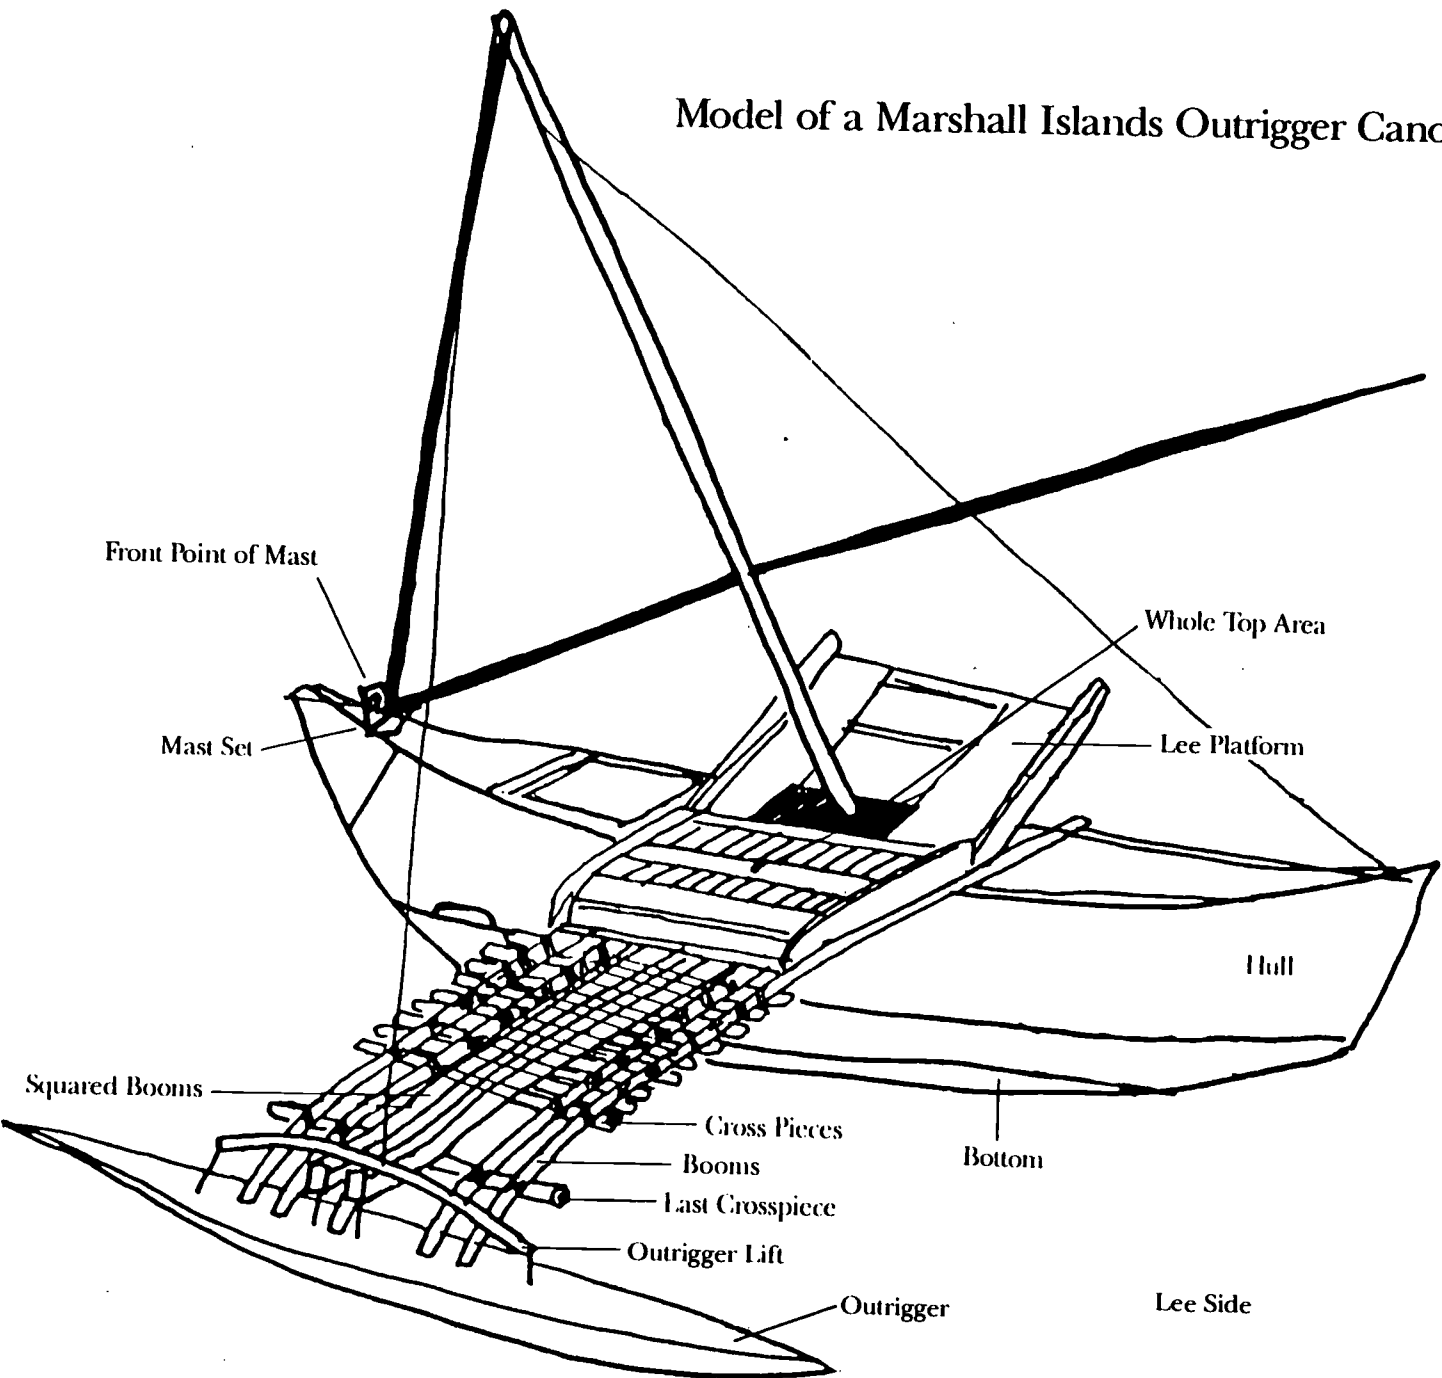 Model of a Marshall Islands Outrigger Cano
Front Point of Mast
Whole Top Area
Mast Set
Lee Platform
Hull
Squared Booms
Cross Pieces
Bottom
Booms
Last Crosspiece
Outrigger Lift
Outrigger
Lee Side